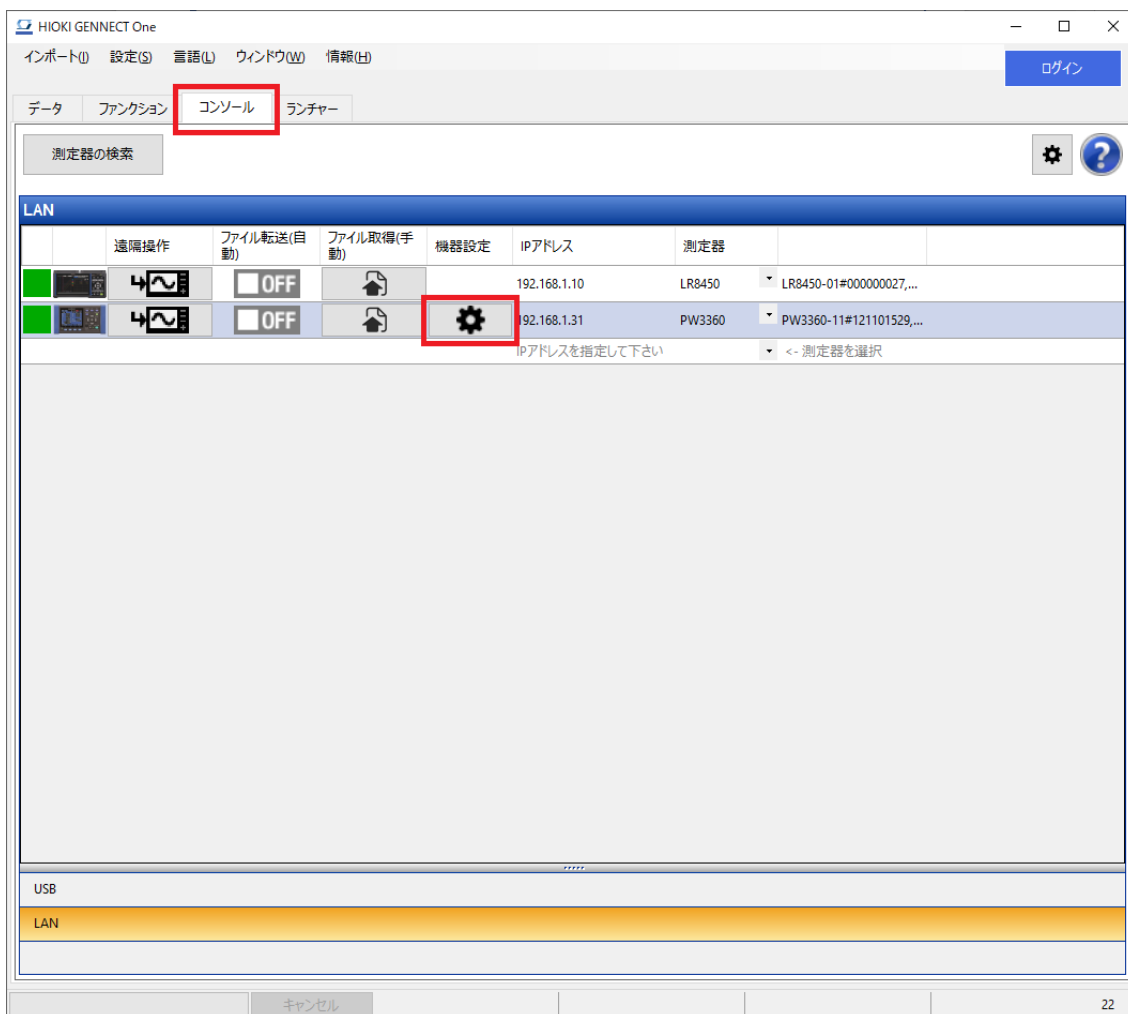 HIOKI GENNECT One
インポート(I) 設定(S) 言語(L) ウィンドウ(W) 情報(H)
ログイン
データ ファンクション コンソール ランチャー
測定器の検索
LAN
遠隔操作 ファイル転送(自動) ファイル取得(手動) 機器設定 IPアドレス 測定器
OFF 192.168.1.10 LR8450 LR8450-01#000000027,...
OFF 192.168.1.31 PW3360 PW3360-11#121101529,...
IPアドレスを指定して下さい <- 測定器を選択
USB
LAN
キャンセル 22